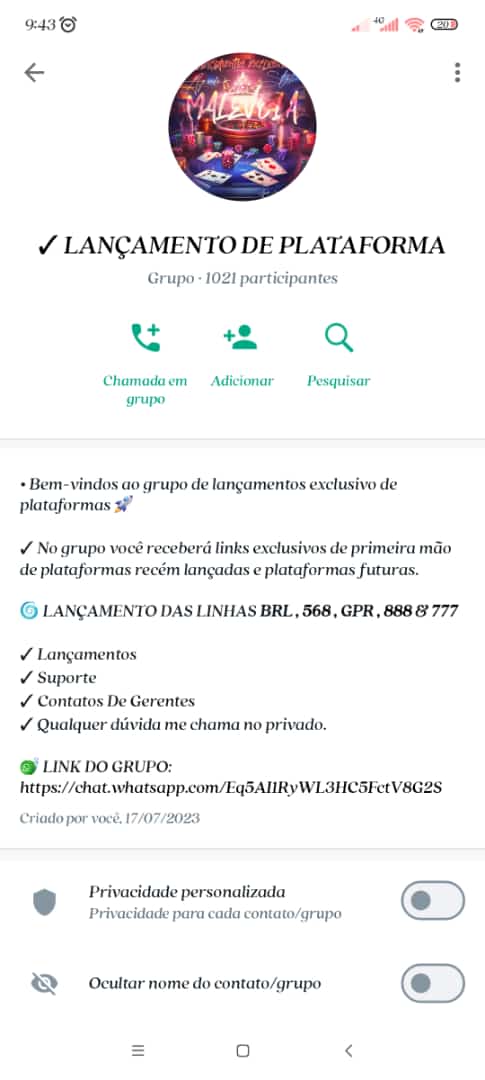 9:43
4G
20
MALEVOLA
✓ LANÇAMENTO DE PLATAFORMA
Grupo · 1021 participantes
Chamada em
grupo
Adicionar
Pesquisar
• Bem-vindos ao grupo de lançamentos exclusivo de
plataformas 🚀
✓ No grupo você receberá links exclusivos de primeira mão
de plataformas recém lançadas e plataformas futuras.
🌀 LANÇAMENTO DAS LINHAS BRL , 568 , GPR , 888 & 777
✓ Lançamentos
✓ Suporte
✓ Contatos De Gerentes
✓ Qualquer dúvida me chama no privado.
LINK DO GRUPO:
https://chat.whatsapp.com/Eq5AI1RyWL3HC5FctV8G2S
Criado por você, 17/07/2023
Privacidade personalizada
Privacidade para cada contato/grupo
Ocultar nome do contato/grupo